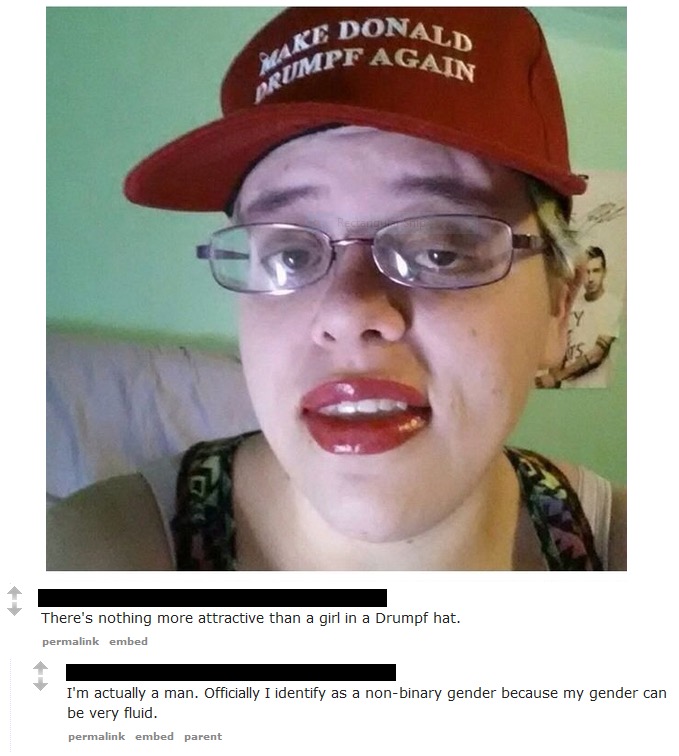 MAKE DONALD
DRUMPF AGAIN
Y
TS
There's nothing more attractive than a girl in a Drumpf hat.
permalink embed
I'm actually a man. Officially I identify as a non-binary gender because my gender can
be very fluid.
permalink embed parent